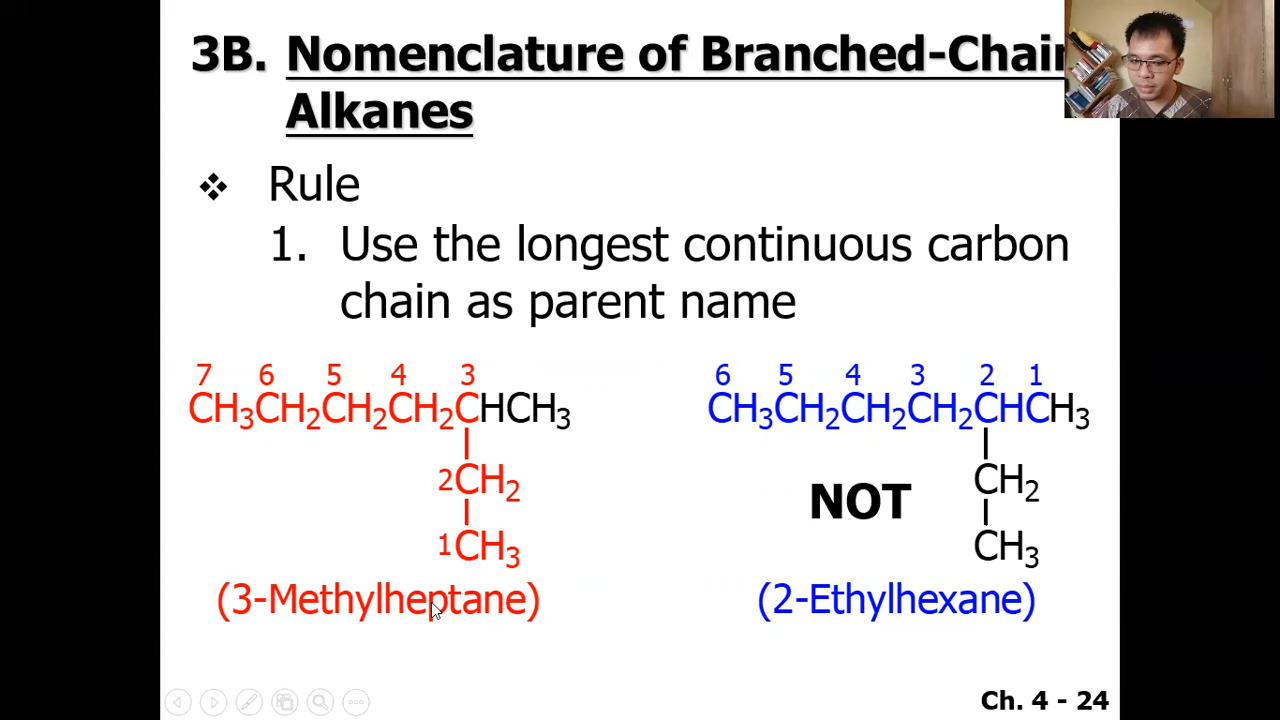 3B. Nomenclature of Branched-Chain
Alkanes
❖ Rule
1. Use the longest continuous carbon
chain as parent name
7 6 5 4 3
CH₃CH₂CH₂CH₂CHCH₃
2CH₂
1CH₃
(3-Methylheptane)
6 5 4 3 2 1
CH₃CH₂CH₂CH₂CHCH₃
NOT
CH₂
CH₃
(2-Ethylhexane)
Ch. 4 - 24